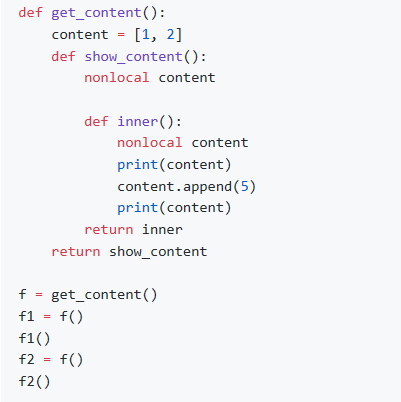 def get_content():
    content = [1, 2]
    def show_content():
        nonlocal content

        def inner():
            nonlocal content
            print(content)
            content.append(5)
            print(content)
        return inner
    return show_content

f = get_content()
f1 = f()
f1()
f2 = f()
f2()